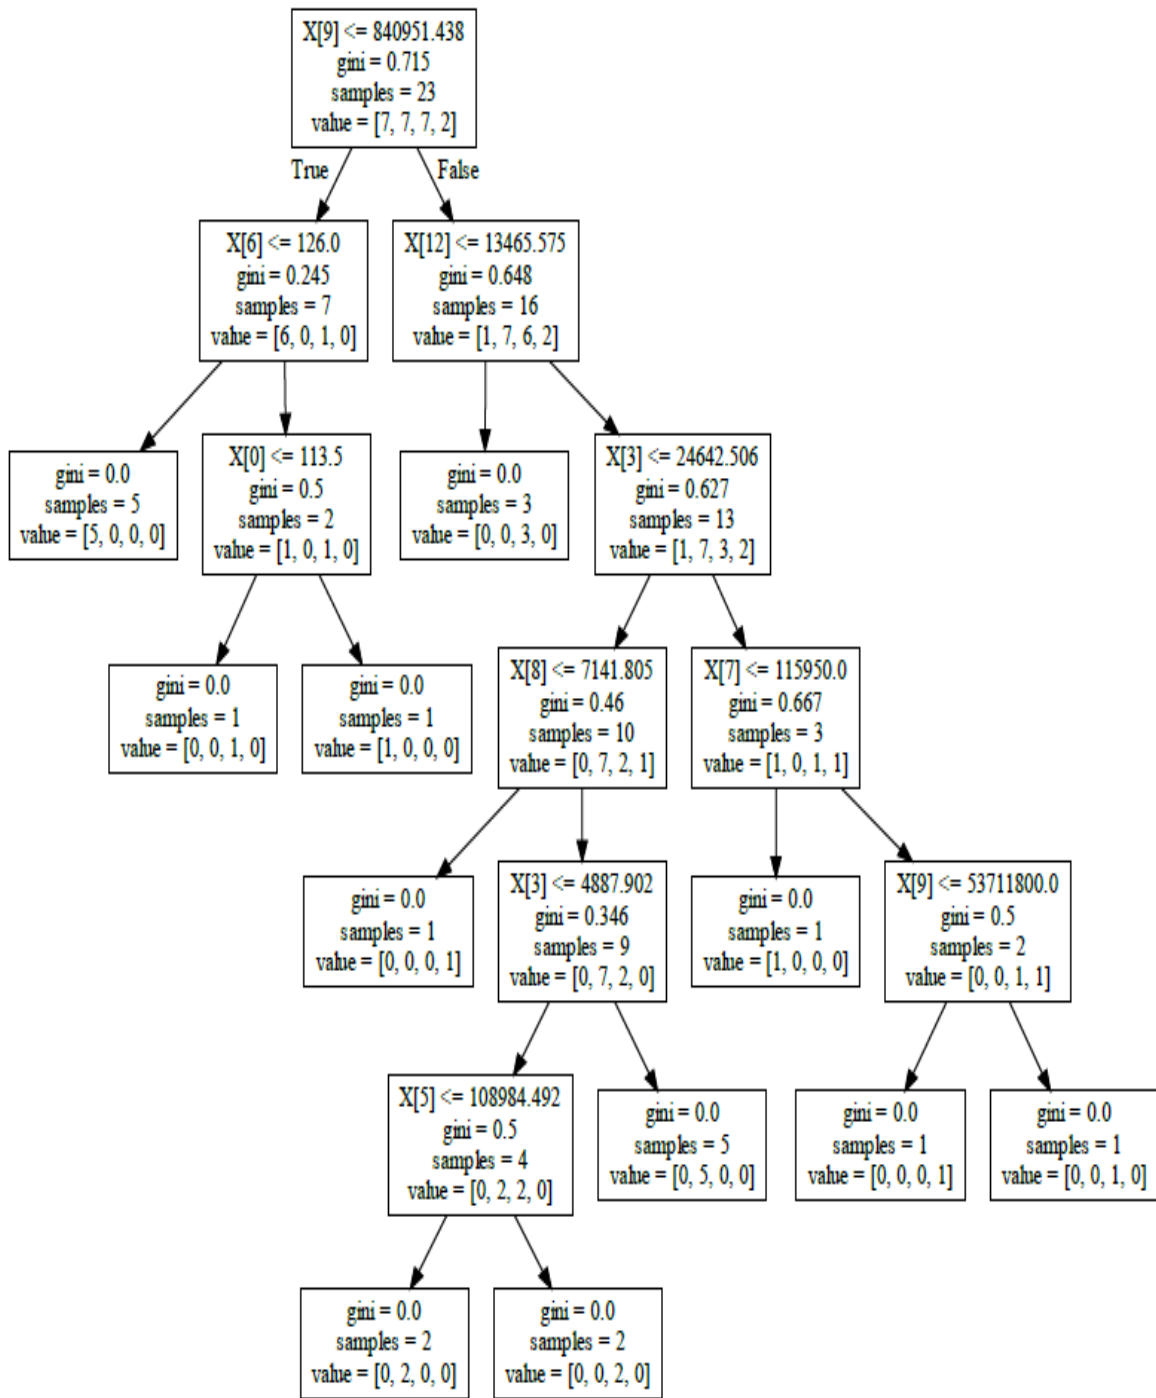 X[9] <= 840951.438
gini = 0.715
samples = 23
value = [7, 7, 7, 2]
True
False
X[6] <= 126.0
gini = 0.245
samples = 7
value = [6, 0, 1, 0]
X[12] <= 13465.575
gini = 0.648
samples = 16
value = [1, 7, 6, 2]
gini = 0.0
samples = 5
value = [5, 0, 0, 0]
X[0] <= 113.5
gini = 0.5
samples = 2
value = [1, 0, 1, 0]
gini = 0.0
samples = 3
value = [0, 0, 3, 0]
X[3] <= 24642.506
gini = 0.627
samples = 13
value = [1, 7, 3, 2]
gini = 0.0
samples = 1
value = [0, 0, 1, 0]
gini = 0.0
samples = 1
value = [1, 0, 0, 0]
X[8] <= 7141.805
gini = 0.46
samples = 10
value = [0, 7, 2, 1]
X[7] <= 115950.0
gini = 0.667
samples = 3
value = [1, 0, 1, 1]
gini = 0.0
samples = 1
value = [0, 0, 0, 1]
X[3] <= 4887.902
gini = 0.346
samples = 9
value = [0, 7, 2, 0]
gini = 0.0
samples = 1
value = [1, 0, 0, 0]
X[9] <= 53711800.0
gini = 0.5
samples = 2
value = [0, 0, 1, 1]
X[5] <= 108984.492
gini = 0.5
samples = 4
value = [0, 2, 2, 0]
gini = 0.0
samples = 5
value = [0, 5, 0, 0]
gini = 0.0
samples = 1
value = [0, 0, 0, 1]
gini = 0.0
samples = 1
value = [0, 0, 1, 0]
gini = 0.0
samples = 2
value = [0, 2, 0, 0]
gini = 0.0
samples = 2
value = [0, 0, 2, 0]